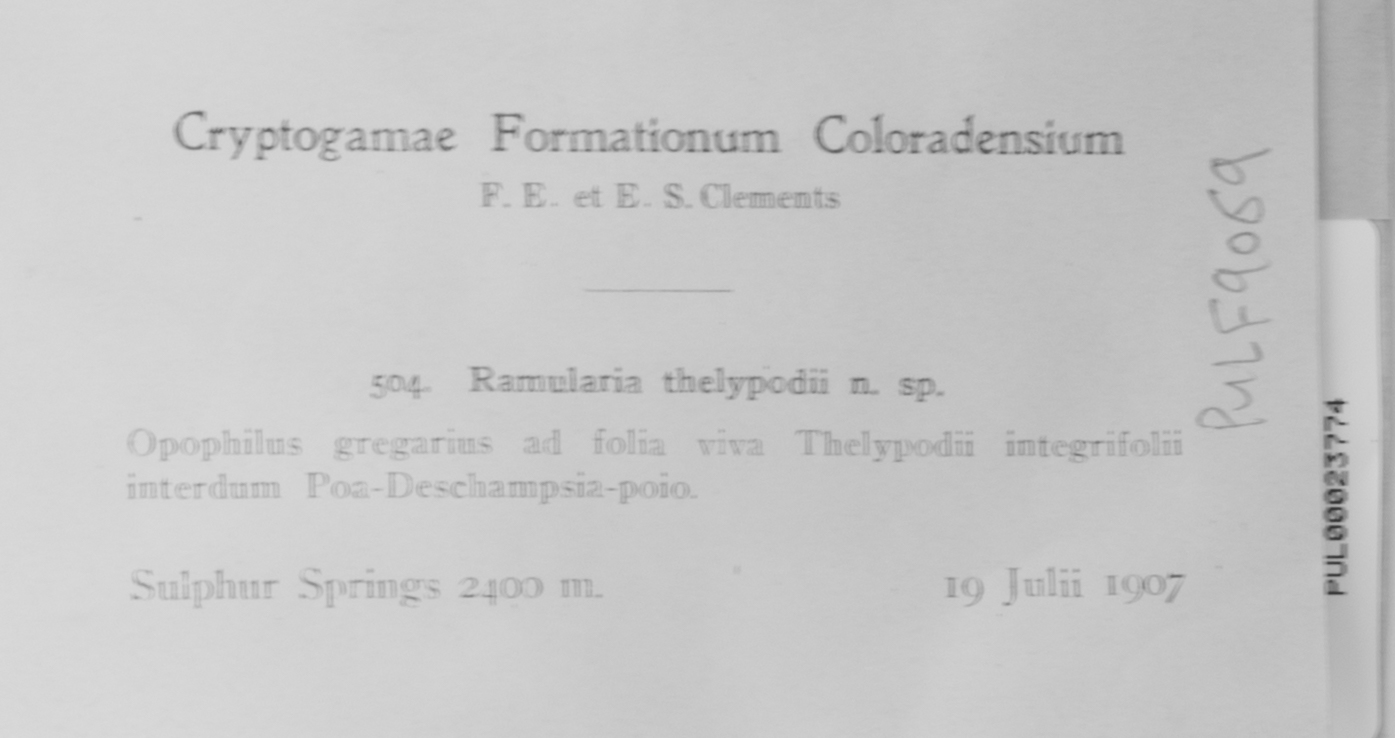 Cryptogamae Formationum Coloradensium
F. E. et E. S. Clements
504. Ramularia thelypodii n. sp.
Opophilus gregarius ad folia viva Thelypodii integrifolii
interdum Poa-Deschampsia-poio.
Sulphur Springs 2400 m. 19 Julii 1907
PULF9069
PUL00023774